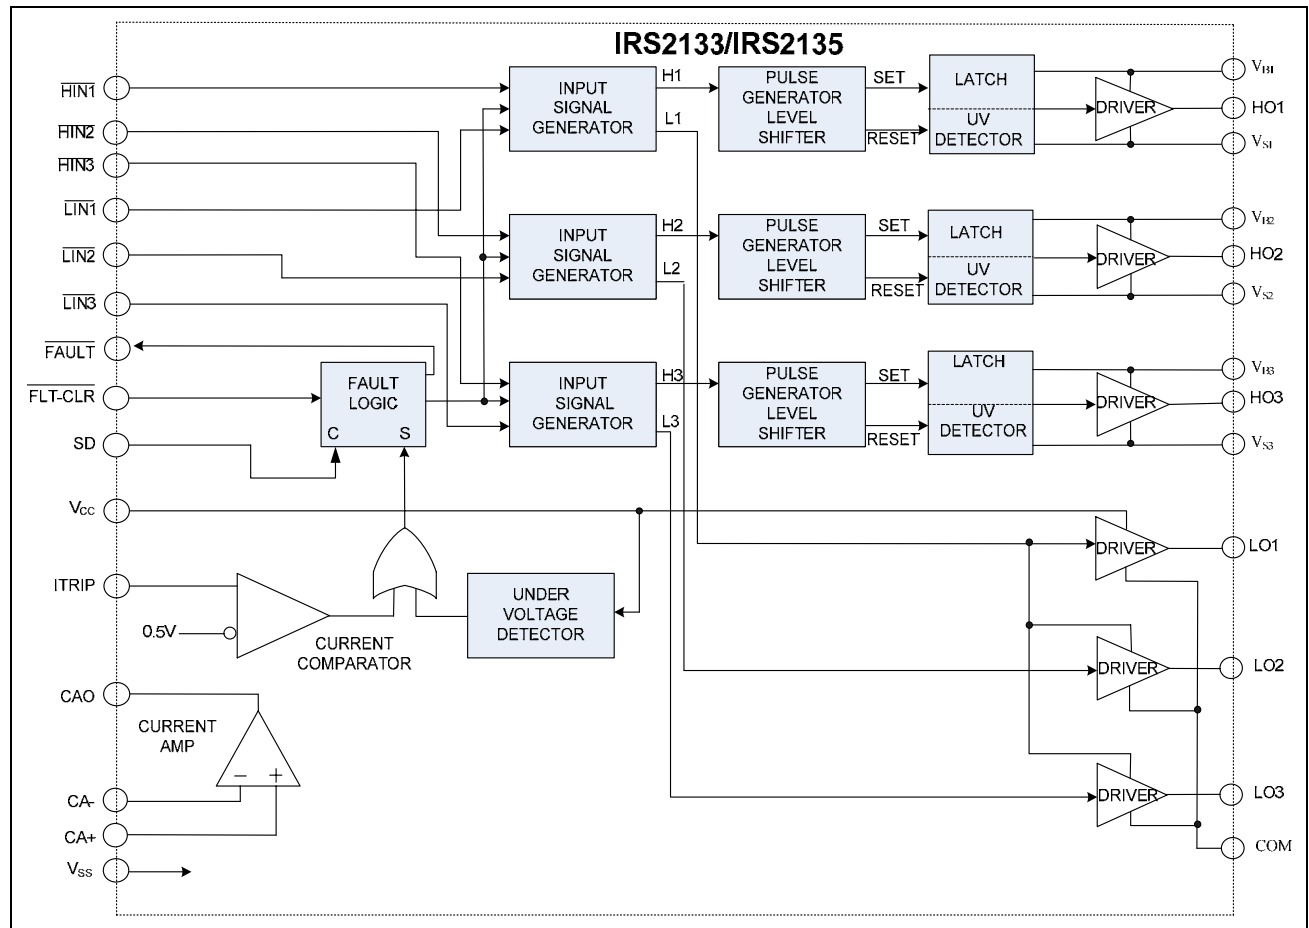 IRS2133/IRS2135
HIN1
HIN2
HIN3
LIN1
LIN2
LIN3
FAULT
FLT-CLR
SD
VCC
ITRIP
0.5V
CAO
CA-
CA+
VSS
INPUT
SIGNAL
GENERATOR
H1
L1
PULSE
GENERATOR
LEVEL
SHIFTER
SET
RESET
LATCH
UV
DETECTOR
DRIVER
VB1
HO1
VS1
INPUT
SIGNAL
GENERATOR
H2
L2
PULSE
GENERATOR
LEVEL
SHIFTER
SET
RESET
LATCH
UV
DETECTOR
DRIVER
VB2
HO2
VS2
FAULT
LOGIC
C
S
INPUT
SIGNAL
GENERATOR
H3
L3
PULSE
GENERATOR
LEVEL
SHIFTER
SET
RESET
LATCH
UV
DETECTOR
DRIVER
VB3
HO3
VS3
CURRENT
COMPARATOR
UNDER
VOLTAGE
DETECTOR
CURRENT
AMP
−
+
DRIVER
LO1
DRIVER
LO2
DRIVER
LO3
COM